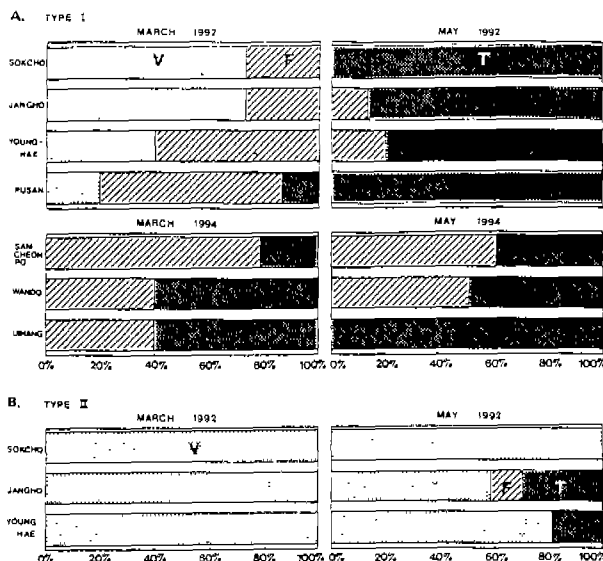 A. TYPE I
MARCH 1992
MAY 1992
SOKCHO
V
F
T
JANGHO
YOUNG-
HAE
PUSAN
MARCH 1994
MAY 1994
SAM
CHEON
PO
WANDO
UIHANG
0% 20% 40% 60% 80% 100%
0% 20% 40% 60% 80% 100%
B. TYPE II
MARCH 1992
MAY 1992
SOKCHO
V
JANGHO
F
T
YOUNG
HAE
0% 20% 40% 60% 80% 100%
0% 20% 40% 60% 80% 100%